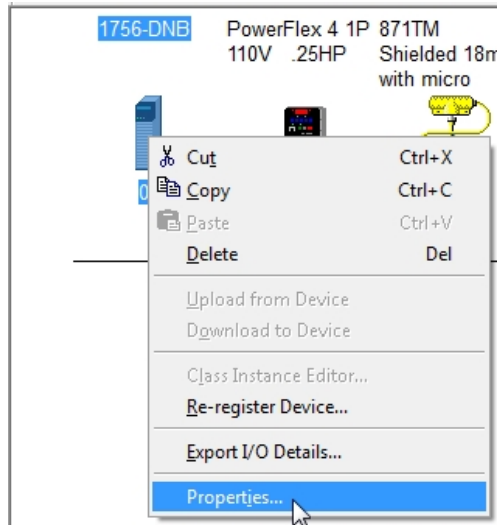 1756-DNB
PowerFlex 4 1P
110V .25HP
871TM
Shielded 18m
with micro
0
Cut Ctrl+X
Copy Ctrl+C
Paste Ctrl+V
Delete Del
Upload from Device
Download to Device
Class Instance Editor...
Re-register Device...
Export I/O Details...
Properties...